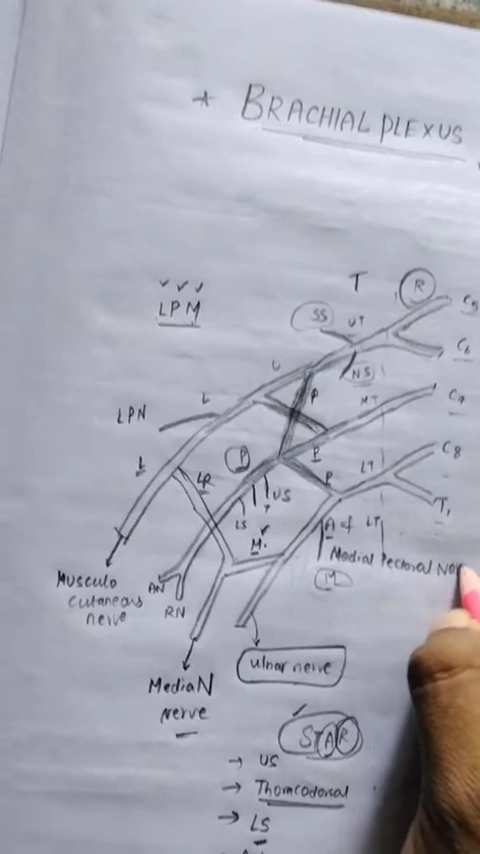 * BRACHIAL PLEXUS
T R C5
SS UT C6
LPM
NS
U P MT C7
LPN L
P P LT C8
L LR P T1
US
LS T A of LT
M
Medial Pectoral Ner
M
Musculo
cutaneous
nerve
AN
RN
Ulnar nerve
MediaN
nerve
STAR
→ US
→ Thoracodorsal
→ LS